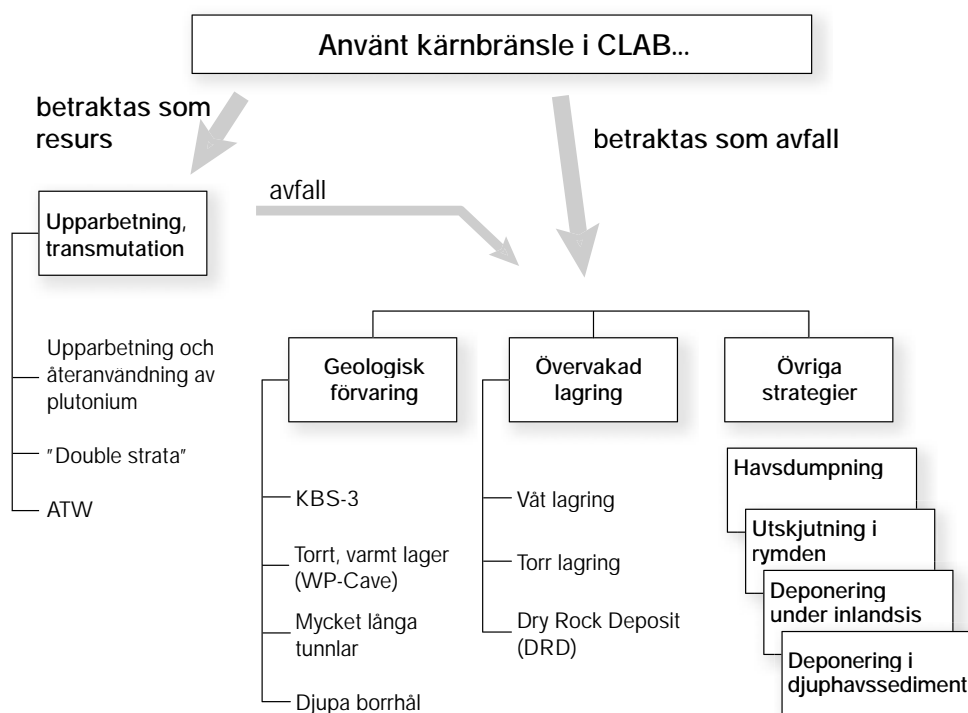 Använt kärnbränsle i CLAB...
betraktas som
resurs
betraktas som avfall
avfall
Upparbetning,
transmutation
Upparbetning och
återanvändning av
plutonium
"Double strata"
ATW
Geologisk
förvaring
KBS-3
Torrt, varmt lager
(WP-Cave)
Mycket långa
tunnlar
Djupa borrhål
Övervakad
lagring
Våt lagring
Torr lagring
Dry Rock Deposit
(DRD)
Övriga
strategier
Havsdumpning
Utskjutning i
rymden
Deponering
under inlandsis
Deponering i
djuphavssediment